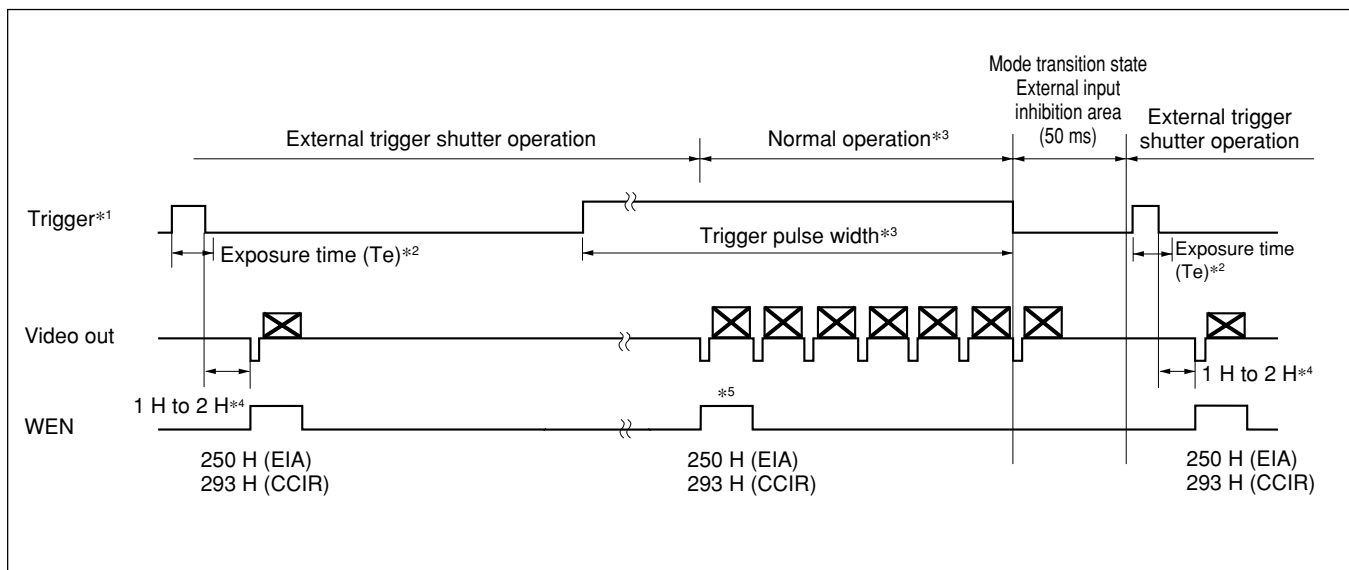 Mode transition state
External input
inhibition area
(50 ms)
External trigger shutter operation
Normal operation*3
External trigger
shutter operation
Trigger*1
Exposure time (Te)*2
Trigger pulse width*3
Exposure time
(Te)*2
Video out
1 H to 2 H*4
1 H to 2 H*4
*5
WEN
250 H (EIA)
293 H (CCIR)
250 H (EIA)
293 H (CCIR)
250 H (EIA)
293 H (CCIR)